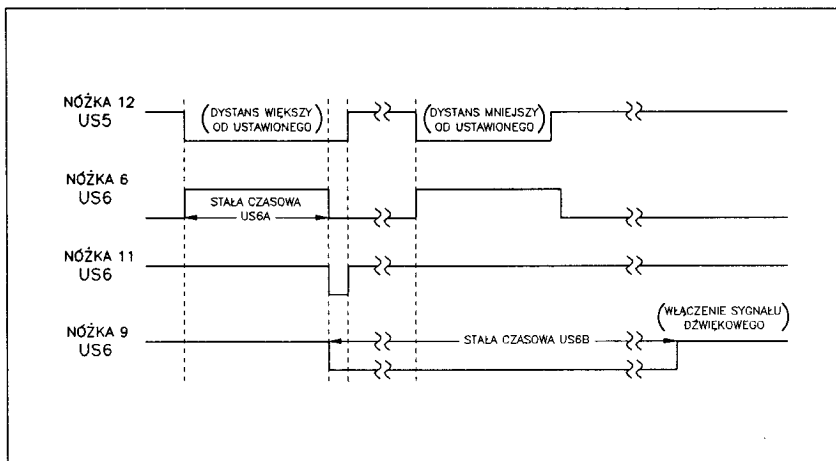 NÓŻKA 12
US5
(DYSTANS WIĘKSZY
OD USTAWIONEGO)
(DYSTANS MNIEJSZY
OD USTAWIONEGO)
NÓŻKA 6
US6
STAŁA CZASOWA
US6A
NÓŻKA 11
US6
NÓŻKA 9
US6
STAŁA CZASOWA US6B
(WŁĄCZENIE SYGNAŁU
DŹWIĘKOWEGO)